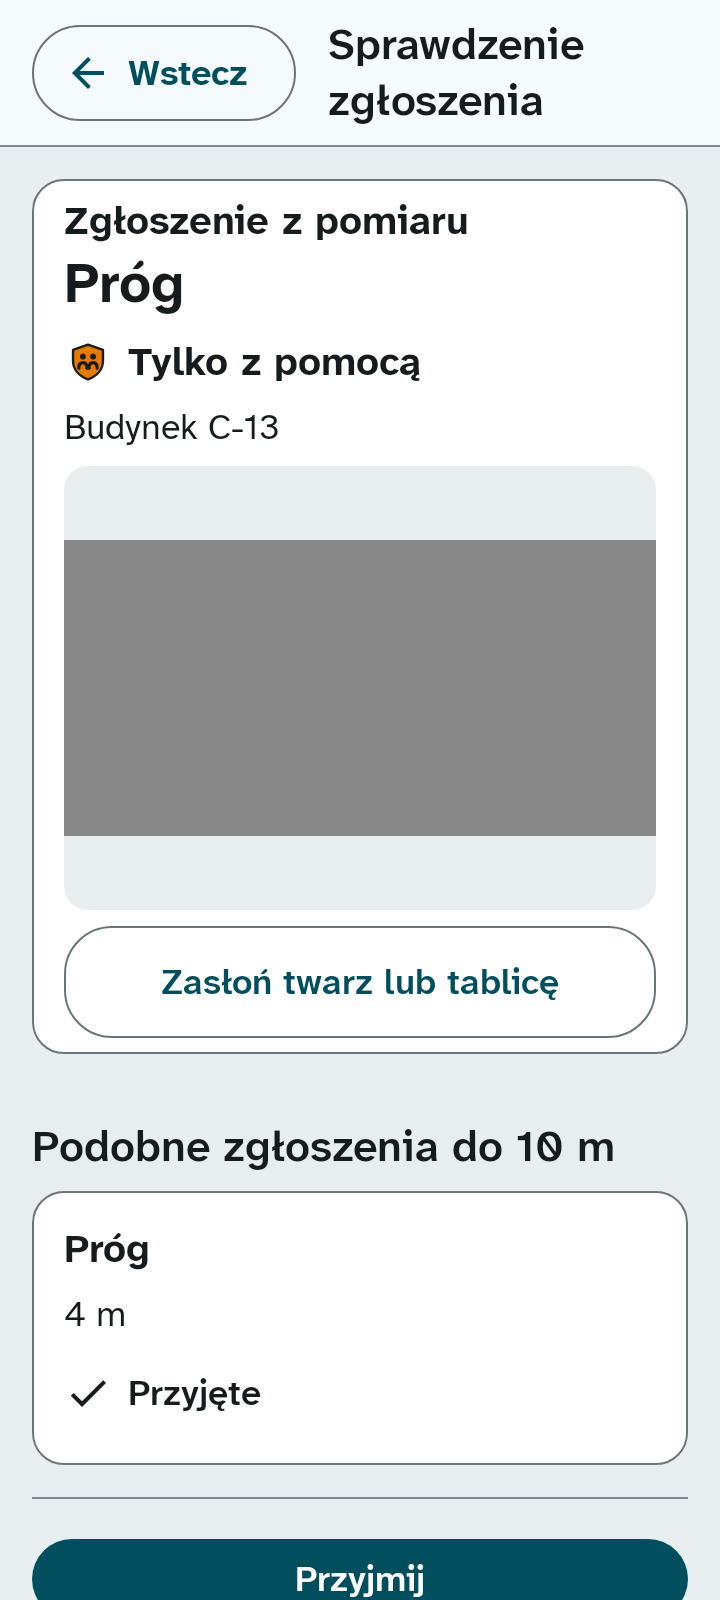 Wstecz
Sprawdzenie
zgłoszenia
Zgłoszenie z pomiaru
Próg
Tylko z pomocą
Budynek C-13
Zasłoń twarz lub tablicę
Podobne zgłoszenia do 10 m
Próg
4 m
Przyjęte
Przyjmij